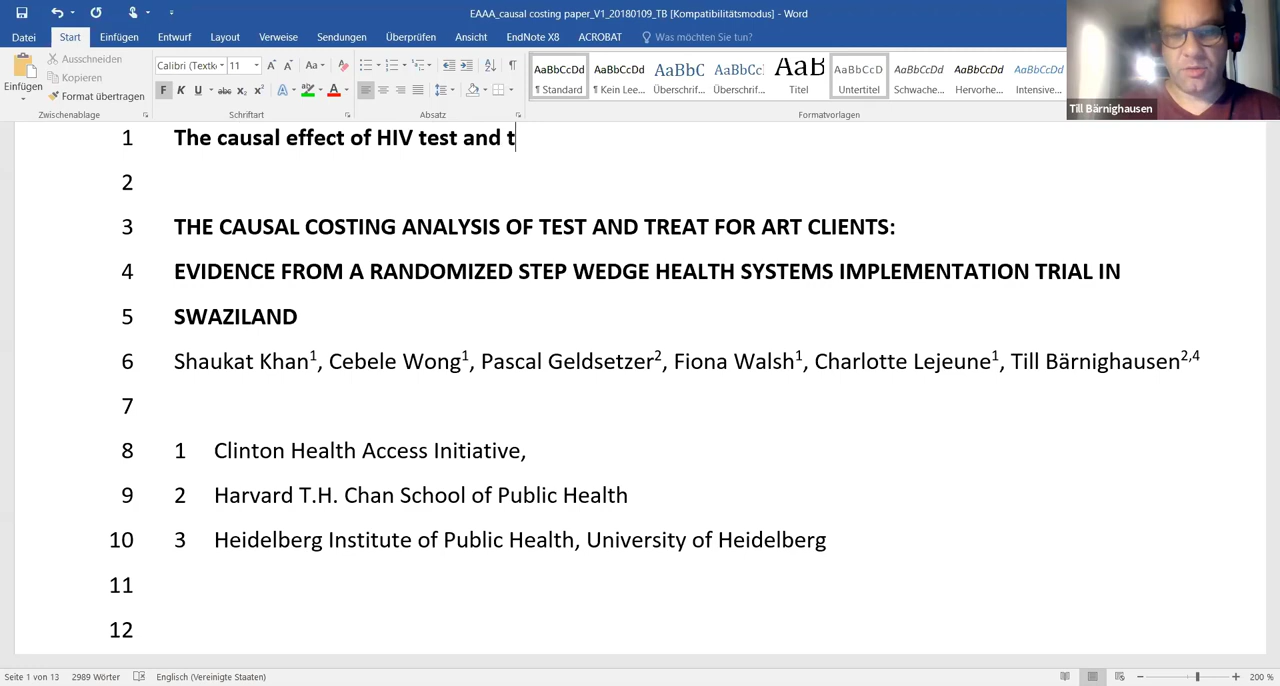 EAAA_causal costing paper_V1_20180109_TB [Kompatibilitätsmodus] - Word
Datei Start Einfügen Entwurf Layout Verweise Sendungen Überprüfen Ansicht EndNote X8 ACROBAT Was möchten Sie tun?
Einfügen
Ausschneiden
Kopieren
Format übertragen
Zwischenablage
Calibri (Textk 11
F K U abc x₂ x²
Schriftart
Absatz
AaBbCcDd AaBbCcDd AaBbC AaBbCc AaB AaBbCcD AaBbCcDd AaBbCcDd AaBbCcDd
¶ Standard ¶ Kein Lee... Überschrif... Überschrif... Titel Untertitel Schwache... Hervorhe... Intensive...
Formatvorlagen
Till Bärnighausen
1 The causal effect of HIV test and t
2
3 THE CAUSAL COSTING ANALYSIS OF TEST AND TREAT FOR ART CLIENTS:
4 EVIDENCE FROM A RANDOMIZED STEP WEDGE HEALTH SYSTEMS IMPLEMENTATION TRIAL IN
5 SWAZILAND
6 Shaukat Khan¹, Cebele Wong¹, Pascal Geldsetzer², Fiona Walsh¹, Charlotte Lejeune¹, Till Bärnighausen²,⁴
7
8 1 Clinton Health Access Initiative,
9 2 Harvard T.H. Chan School of Public Health
10 3 Heidelberg Institute of Public Health, University of Heidelberg
11
12
Seite 1 von 13 2989 Wörter Englisch (Vereinigte Staaten) 200 %